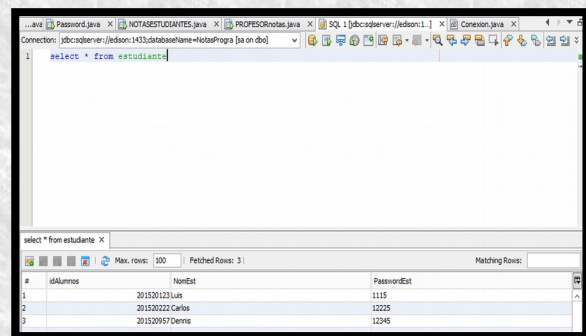 ...ava Password.java X NOTASESTUDIANTES.java X PROFESORnotas.java X SQL 1 [jdbc:sqlserver://edison:1...] X Conexion.java X
Connection: jdbc:sqlserver://edison:1433;databaseName=NotasProgra [sa on dbo]
1 select * from estudiante
select * from estudiante X
Max. rows: 100 Fetched Rows: 3 Matching Rows:
# idAlumnos NomEst PasswordEst
1 201520123 Luis 1115
2 201520222 Carlos 12225
3 201520957 Dennis 12345